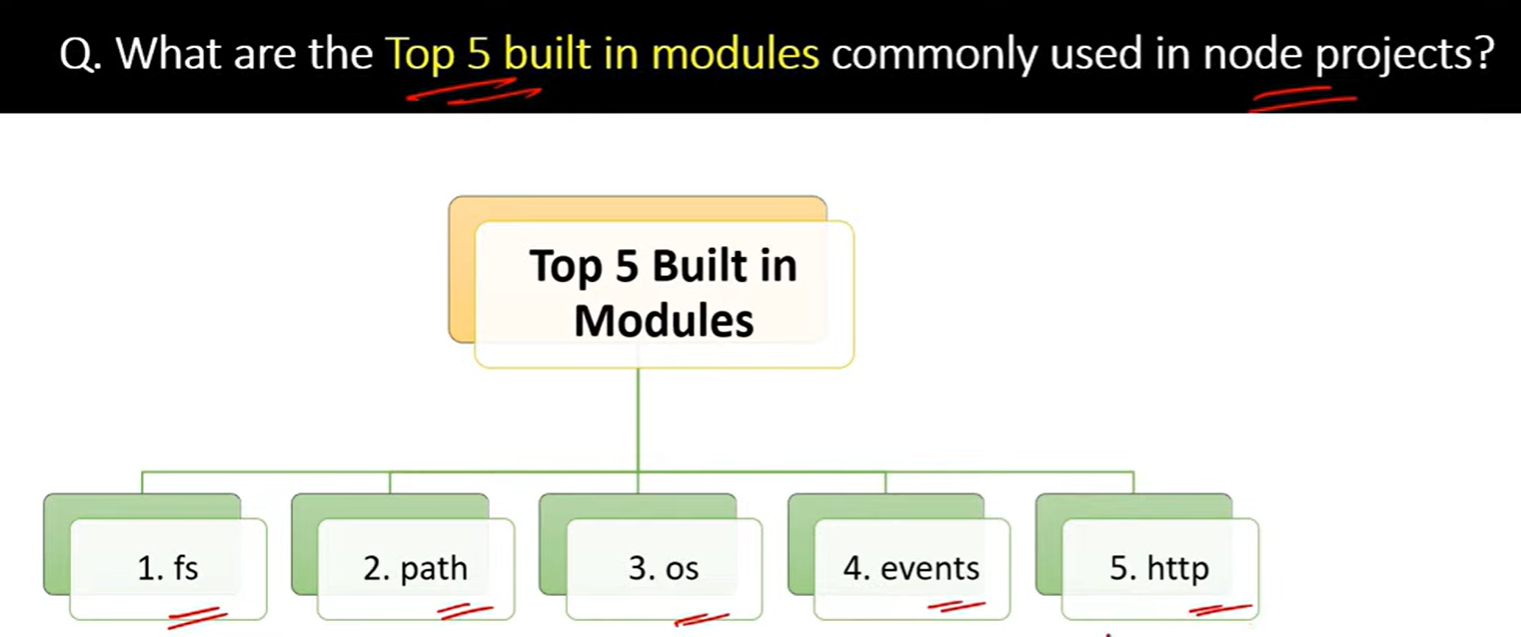 Q. What are the Top 5 built in modules commonly used in node projects?
Top 5 Built in
Modules
1. fs
2. path
3. os
4. events
5. http